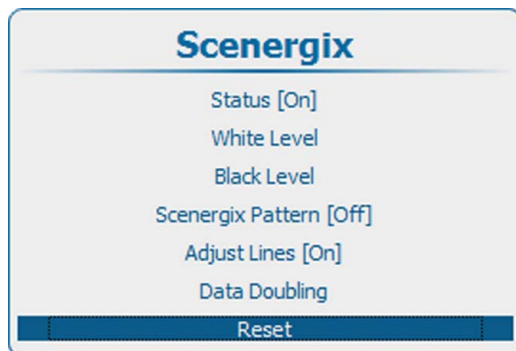 Scenergix
Status [On]
White Level
Black Level
Scenergix Pattern [Off]
Adjust Lines [On]
Data Doubling
Reset